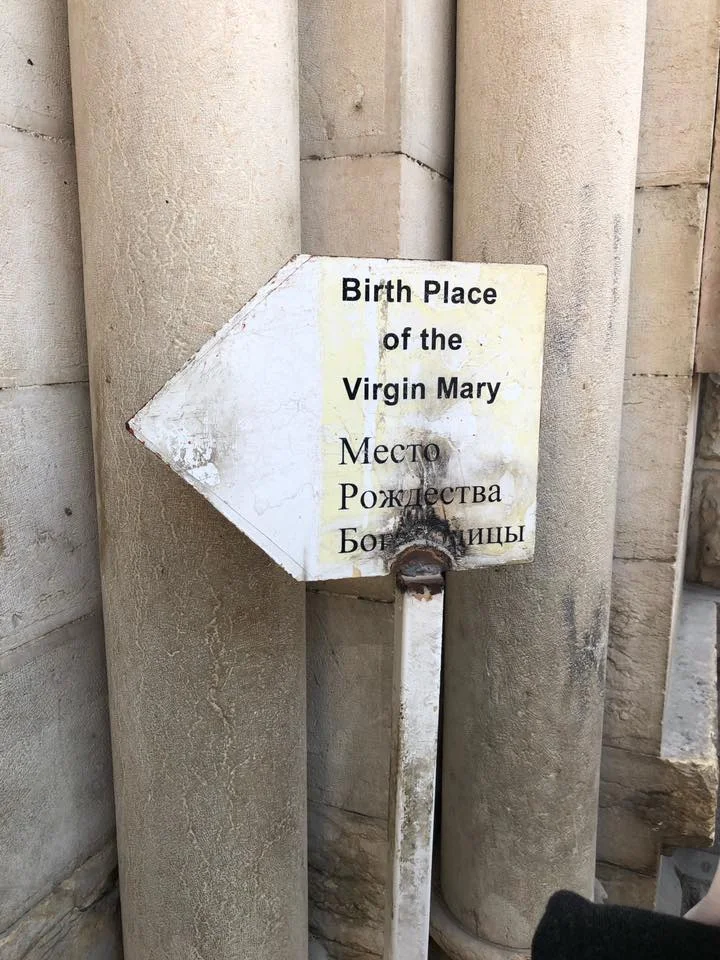 Birth Place
of the
Virgin Mary
Место
Рождества